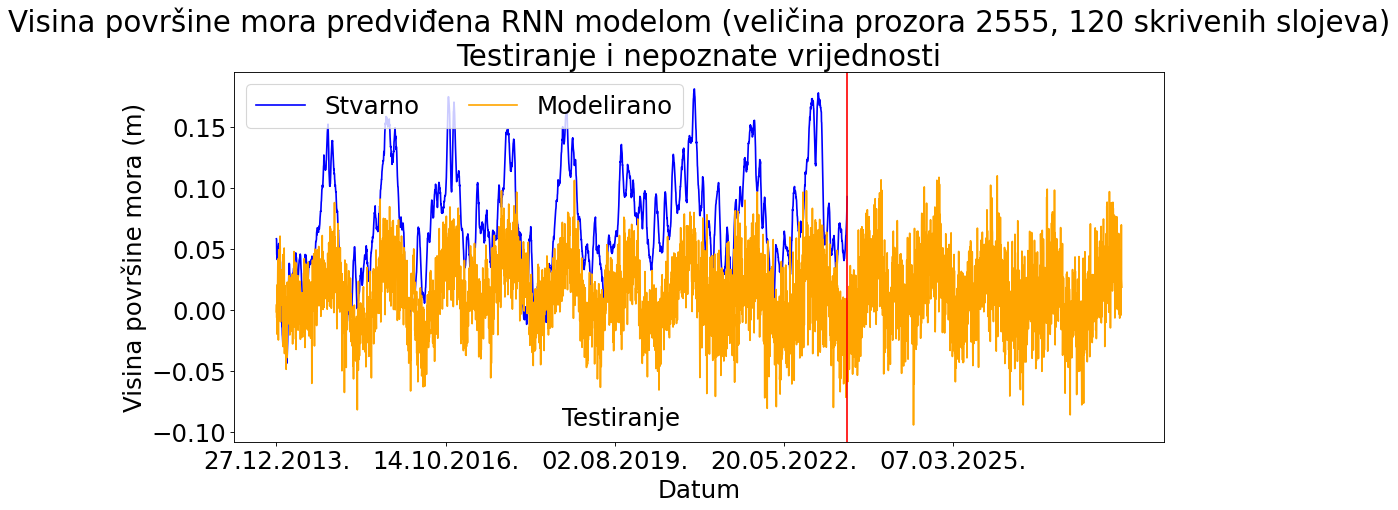 Visina površine mora predviđena RNN modelom (veličina prozora 2555, 120 skrivenih slojeva)
Testiranje i nepoznate vrijednosti
Stvarno
Modelirano
Visina površine mora (m)
0.15
0.10
0.05
0.00
−0.05
−0.10
Testiranje
27.12.2013.
14.10.2016.
02.08.2019.
20.05.2022.
07.03.2025.
Datum